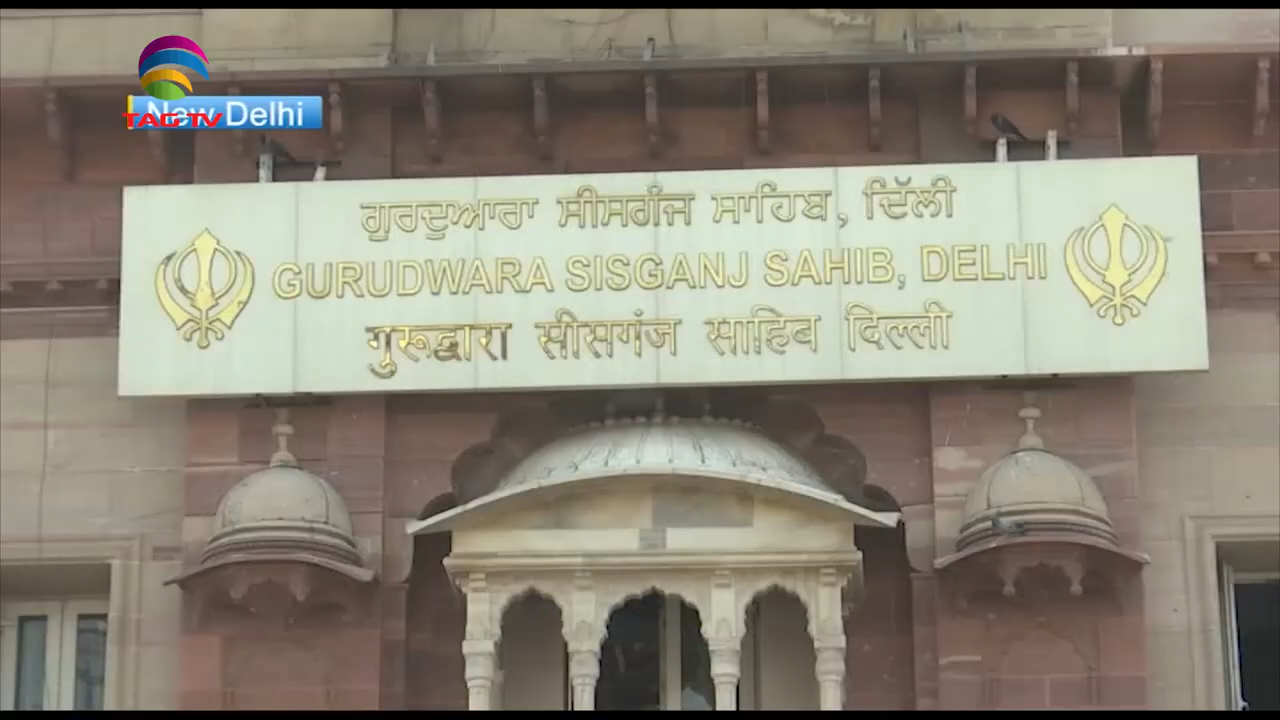 New Delhi
TAG TV
ਗੁਰਦੁਆਰਾ ਸੀਸਗੰਜ ਸਾਹਿਬ, ਦਿੱਲੀ
GURUDWARA SISGANJ SAHIB, DELHI
गुरूद्वारा सीसगंज साहिब दिल्ली